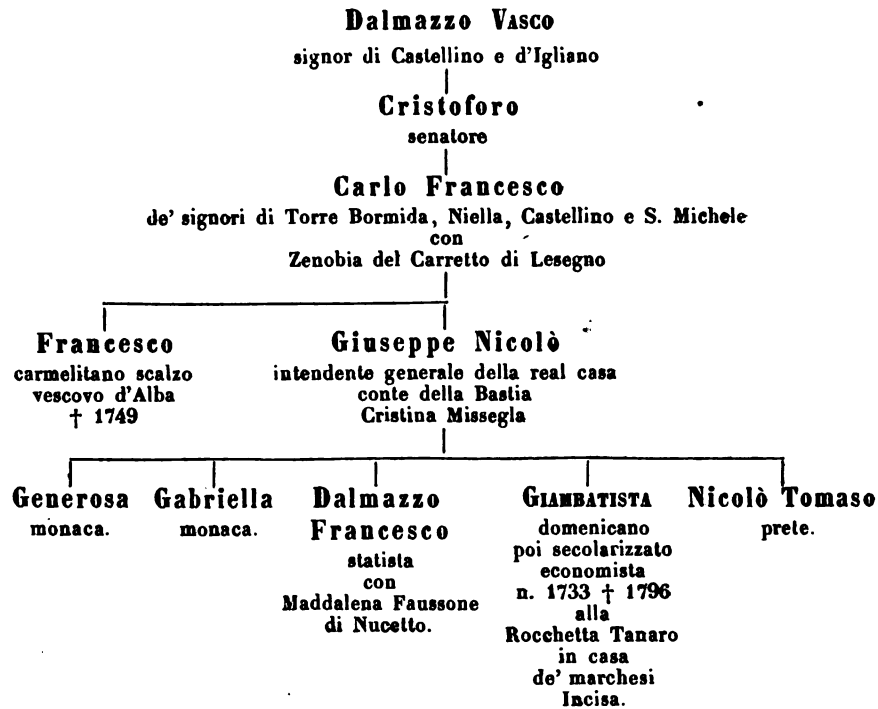 Dalmazzo VASCO
signor di Castellino e d'Igliano
Cristoforo
senatore
Carlo Francesco
de' signori di Torre Bormida, Niella, Castellino e S. Michele
con
Zenobia del Carretto di Lesegno
Francesco
carmelitano scalzo
vescovo d'Alba
† 1749
Giuseppe Nicolò
intendente generale della real casa
conte della Bastia
Cristina Missegla
Generosa
monaca.
Gabriella
monaca.
Dalmazzo
Francesco
statista
con
Maddalena Faussone
di Nucetto.
GIAMBATISTA
domenicano
poi secolarizzato
economista
n. 1733 † 1796
alla
Rocchetta Tanaro
in casa
de' marchesi
Incisa.
Nicolò Tomaso
prete.